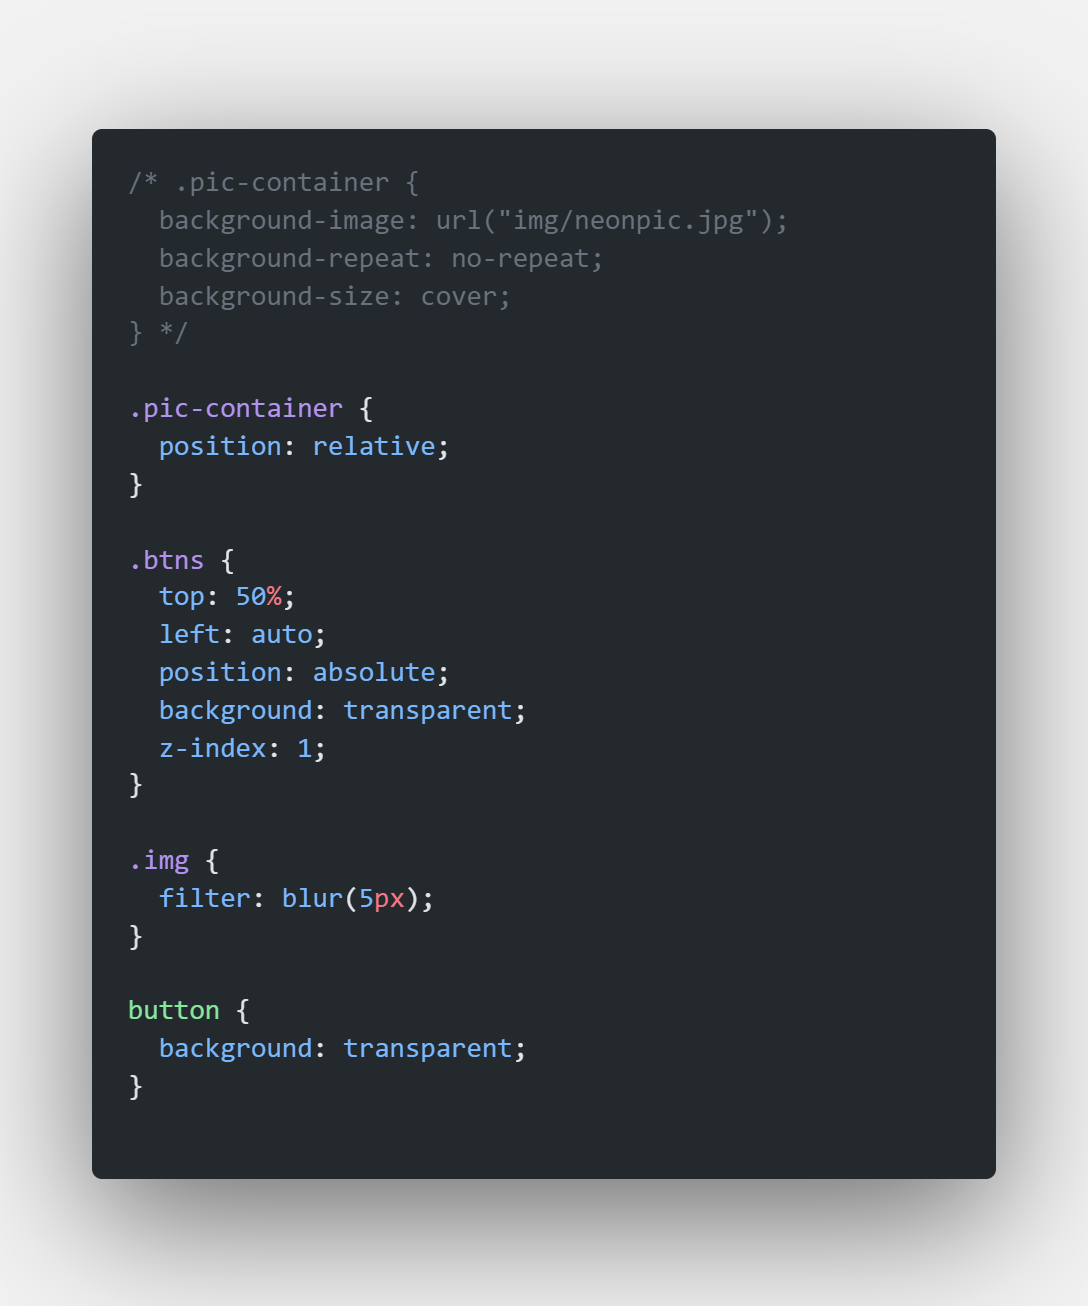 /* .pic-container {
  background-image: url("img/neonpic.jpg");
  background-repeat: no-repeat;
  background-size: cover;
} */

.pic-container {
  position: relative;
}

.btns {
  top: 50%;
  left: auto;
  position: absolute;
  background: transparent;
  z-index: 1;
}

.img {
  filter: blur(5px);
}

button {
  background: transparent;
}